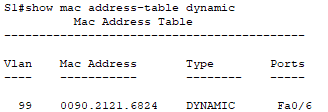 S1#show mac address-table dynamic
Mac Address Table
-------------------------------------------
Vlan Mac Address Type Ports
---- ----------- -------- -----
99 0090.2121.6824 DYNAMIC Fa0/6